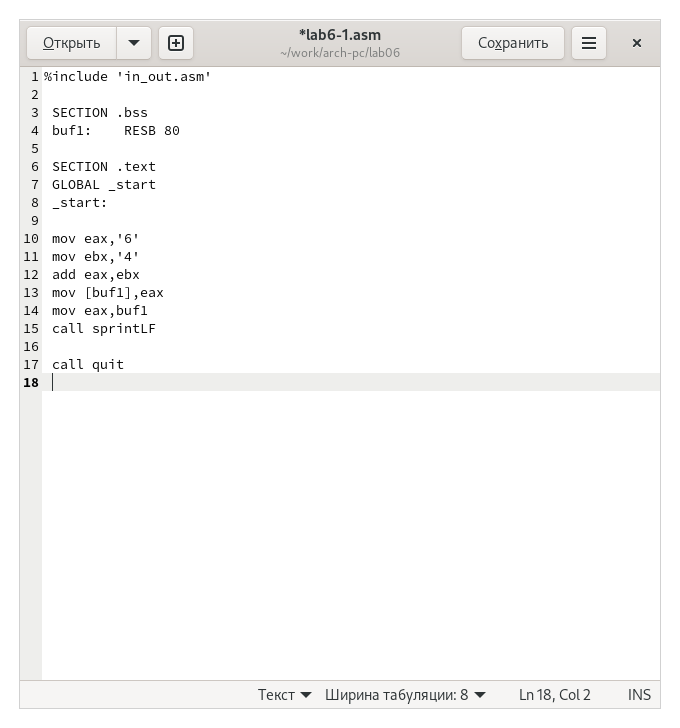 Открыть
*lab6-1.asm
~/work/arch-pc/lab06
Сохранить
1 %include 'in_out.asm'
2
3 SECTION .bss
4 buf1:    RESB 80
5
6 SECTION .text
7 GLOBAL _start
8 _start:
9
10 mov eax,'6'
11 mov ebx,'4'
12 add eax,ebx
13 mov [buf1],eax
14 mov eax,buf1
15 call sprintLF
16
17 call quit
18
Текст Ширина табуляции: 8 Ln 18, Col 2 INS